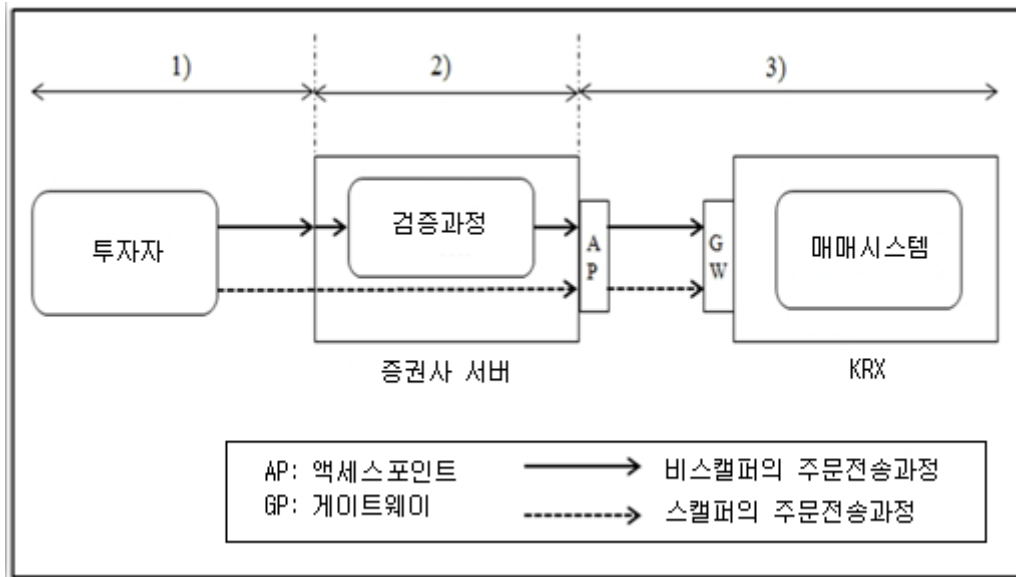 1)
2)
3)
투자자
검증과정
AP
GW
매매시스템
증권사 서버
KRX
AP: 액세스포인트
비스캘퍼의 주문전송과정
GP: 게이트웨이
스캘퍼의 주문전송과정